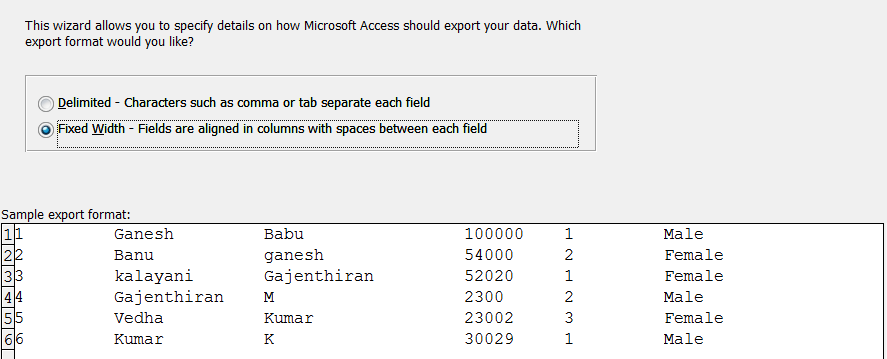 This wizard allows you to specify details on how Microsoft Access should export your data. Which
export format would you like?
Delimited - Characters such as comma or tab separate each field
Fixed Width - Fields are aligned in columns with spaces between each field
Sample export format:
1 1 Ganesh Babu 100000 1 Male
2 2 Banu ganesh 54000 2 Female
3 3 kalayani Gajenthiran 52020 1 Female
4 4 Gajenthiran M 2300 2 Male
5 5 Vedha Kumar 23002 3 Female
6 6 Kumar K 30029 1 Male